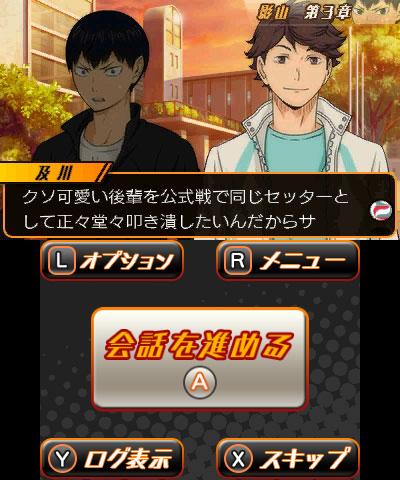 影山 第3章
及川
クソ可愛い後輩を公式戦で同じセッターと
して正々堂々叩き潰したいんだからサ
L オプション
R メニュー
会話を進める
A
Y ログ表示
X スキップ